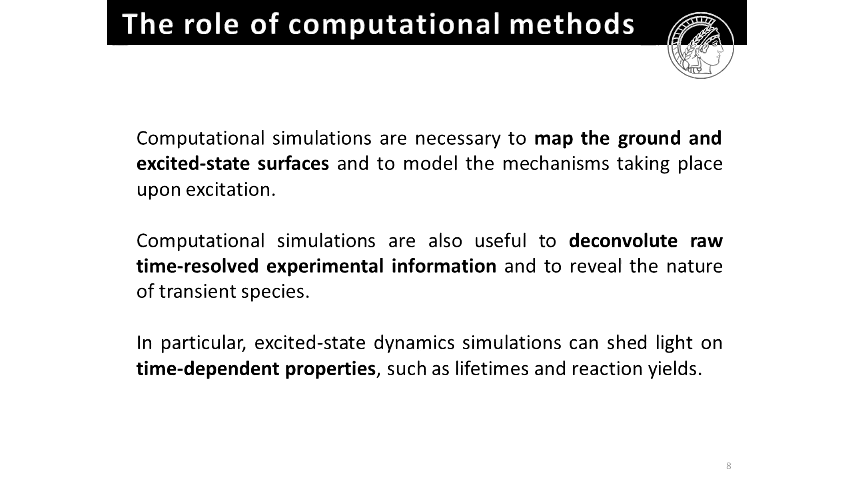 The role of computational methods
Computational simulations are necessary to map the ground and
excited-state surfaces and to model the mechanisms taking place
upon excitation.
Computational simulations are also useful to deconvolute raw
time-resolved experimental information and to reveal the nature
of transient species.
In particular, excited-state dynamics simulations can shed light on
time-dependent properties, such as lifetimes and reaction yields.
8